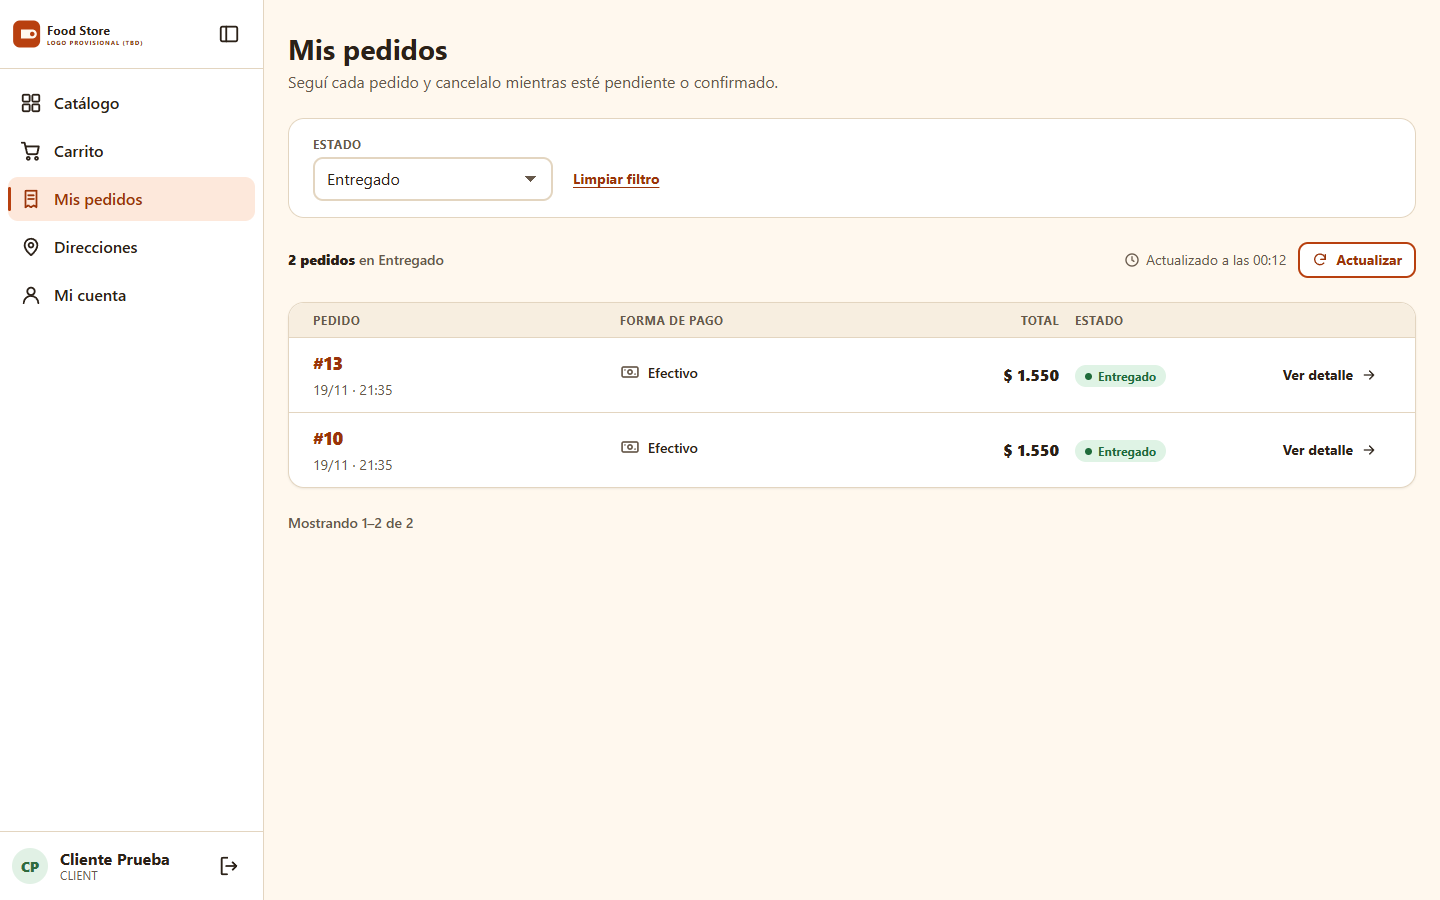 Food Store
LOGO PROVISIONAL (TBD)
Catálogo
Carrito
Mis pedidos
Direcciones
Mi cuenta
CP
Cliente Prueba
CLIENT
Mis pedidos
Seguí cada pedido y cancelalo mientras esté pendiente o confirmado.
ESTADO
Entregado
Limpiar filtro
2 pedidos en Entregado
Actualizado a las 00:12
Actualizar
PEDIDO FORMA DE PAGO TOTAL ESTADO
#13 Efectivo $ 1.550 Entregado Ver detalle →
19/11 · 21:35
#10 Efectivo $ 1.550 Entregado Ver detalle →
19/11 · 21:35
Mostrando 1–2 de 2